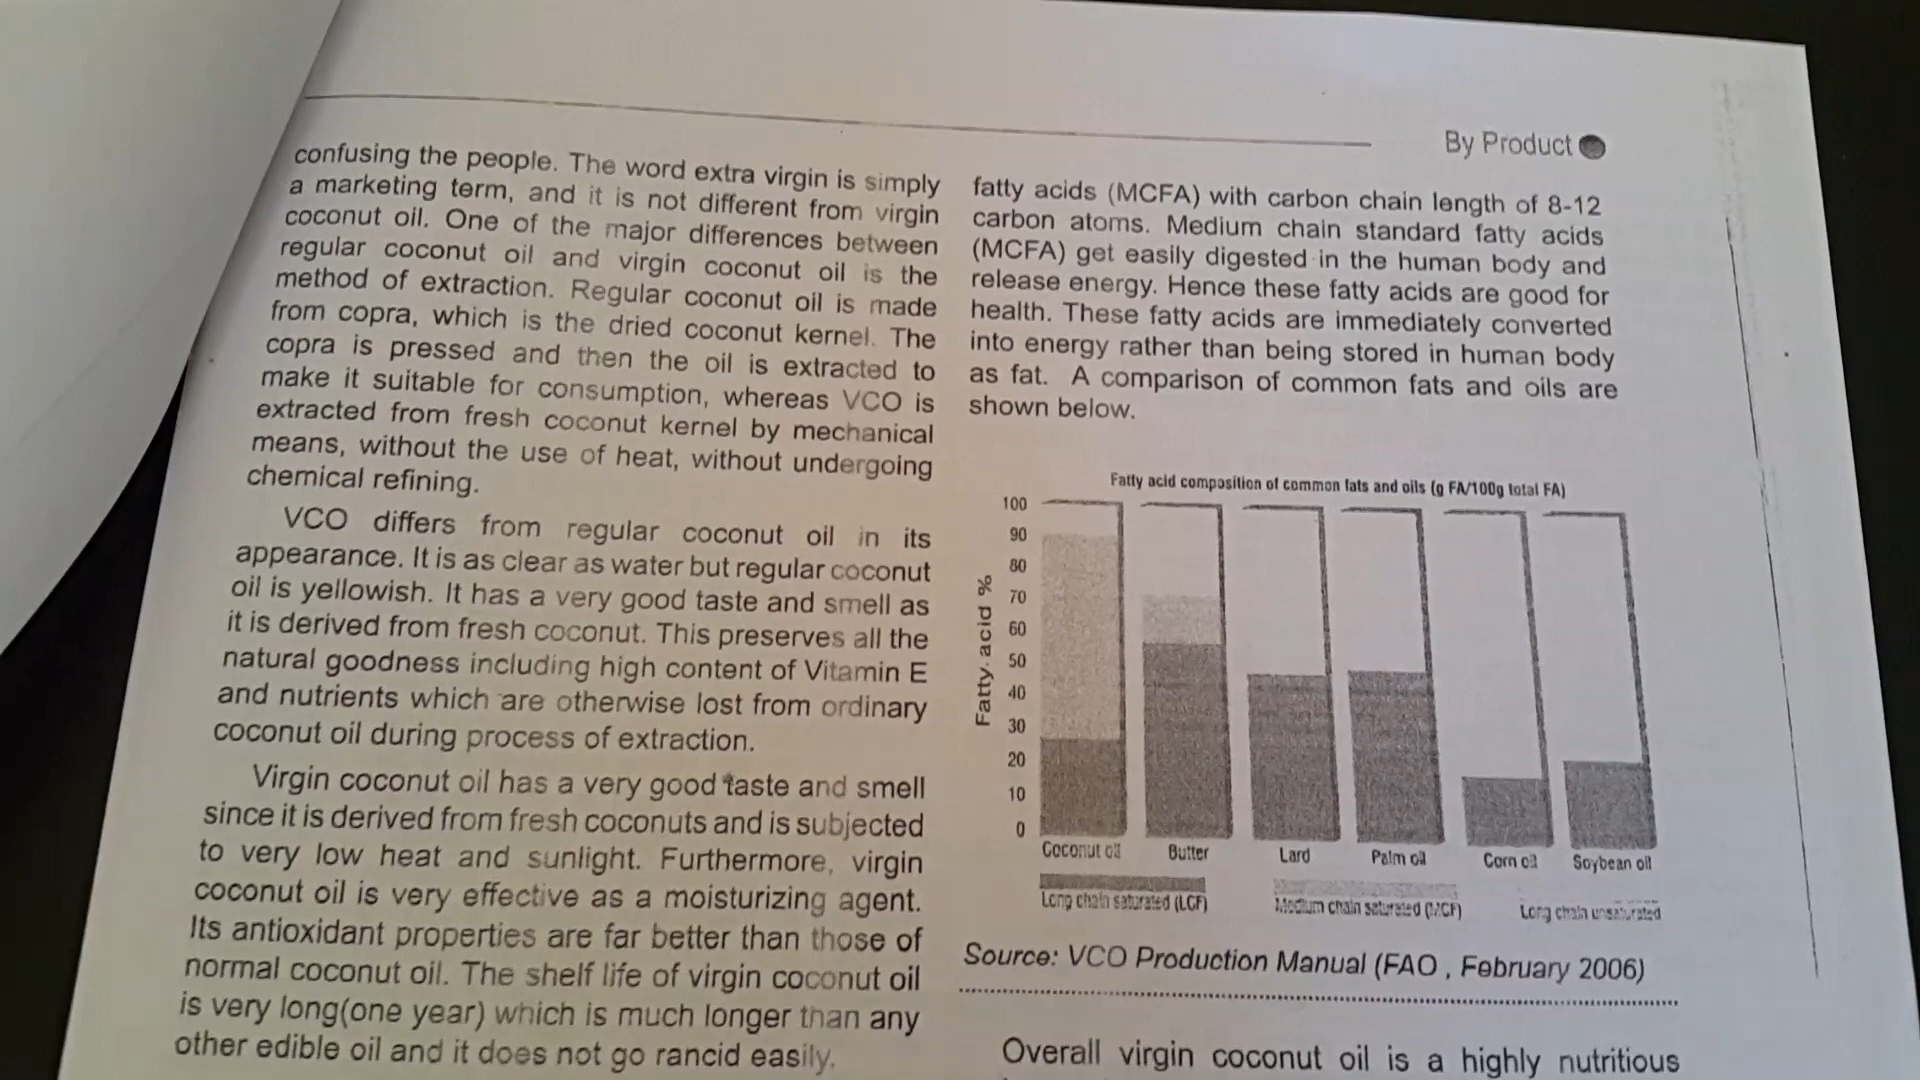 By Product
confusing the people. The word extra virgin is simply
a marketing term, and it is not different from virgin
coconut oil. One of the major differences between
regular coconut oil and virgin coconut oil is the
method of extraction. Regular coconut oil is made
from copra, which is the dried coconut kernel. The
copra is pressed and then the oil is extracted to
make it suitable for consumption, whereas VCO is
extracted from fresh coconut kernel by mechanical
means, without the use of heat, without undergoing
chemical refining.
VCO differs from regular coconut oil in its
appearance. It is as clear as water but regular coconut
oil is yellowish. It has a very good taste and smell as
it is derived from fresh coconut. This preserves all the
natural goodness including high content of Vitamin E
and nutrients which are otherwise lost from ordinary
coconut oil during process of extraction.
Virgin coconut oil has a very good taste and smell
since it is derived from fresh coconuts and is subjected
to very low heat and sunlight. Furthermore, virgin
coconut oil is very effective as a moisturizing agent.
Its antioxidant properties are far better than those of
normal coconut oil. The shelf life of virgin coconut oil
is very long(one year) which is much longer than any
other edible oil and it does not go rancid easily.
fatty acids (MCFA) with carbon chain length of 8-12
carbon atoms. Medium chain standard fatty acids
(MCFA) get easily digested in the human body and
release energy. Hence these fatty acids are good for
health. These fatty acids are immediately converted
into energy rather than being stored in human body
as fat. A comparison of common fats and oils are
shown below.
Fatty acid composition of common fats and oils (g FA/100g total FA)
Fatty acid %
100
90
80
70
60
50
40
30
20
10
0
Coconut oil Butter Lard Palm oil Corn oil Soybean oil
Long chain saturated (LCF) Medium chain saturated (MCF) Long chain unsaturated
Source: VCO Production Manual (FAO , February 2006)
Overall virgin coconut oil is a highly nutritious